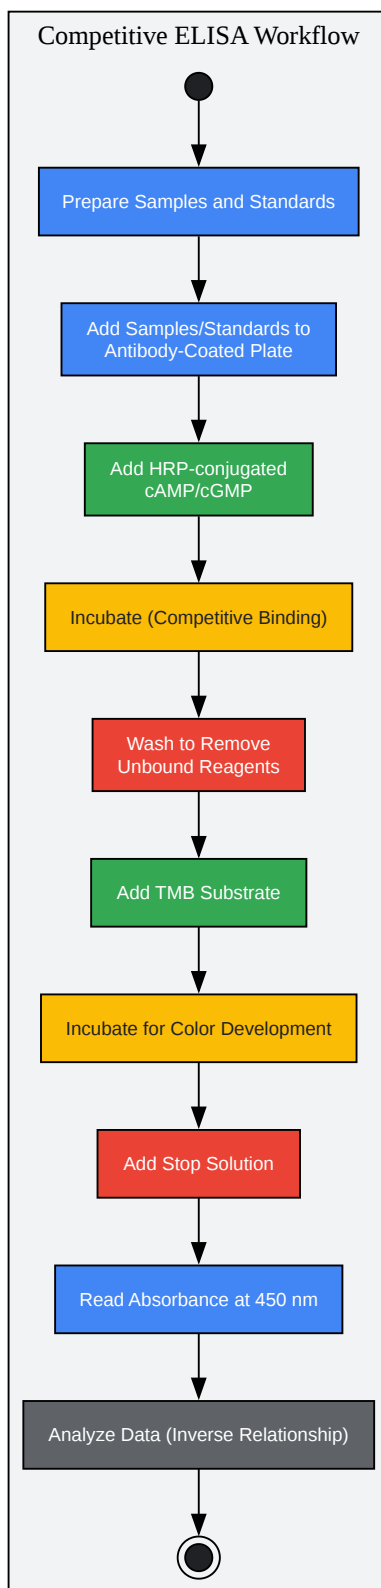 Competitive ELISA Workflow
Prepare Samples and Standards
Add Samples/Standards to
Antibody-Coated Plate
Add HRP-conjugated
cAMP/cGMP
Incubate (Competitive Binding)
Wash to Remove
Unbound Reagents
Add TMB Substrate
Incubate for Color Development
Add Stop Solution
Read Absorbance at 450 nm
Analyze Data (Inverse Relationship)